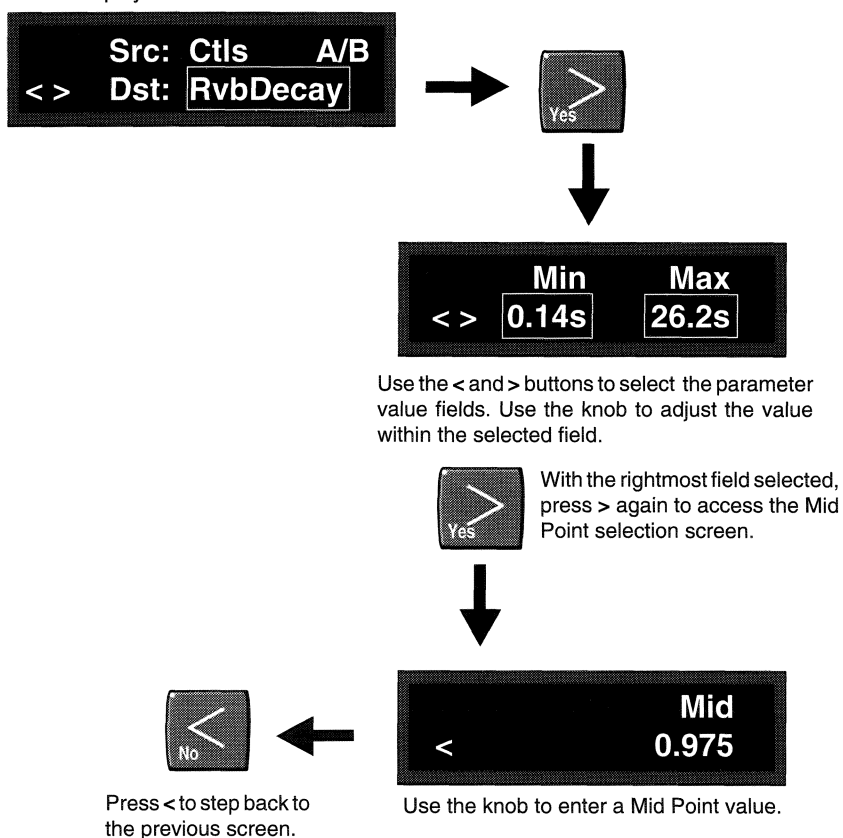 Src: Ctls A/B
< > Dst: RvbDecay
>
Yes
Min Max
< > 0.14s 26.2s
Use the < and > buttons to select the parameter
value fields. Use the knob to adjust the value
within the selected field.
>
Yes
With the rightmost field selected,
press > again to access the Mid
Point selection screen.
Mid
< 0.975
<
No
Press < to step back to
the previous screen.
Use the knob to enter a Mid Point value.